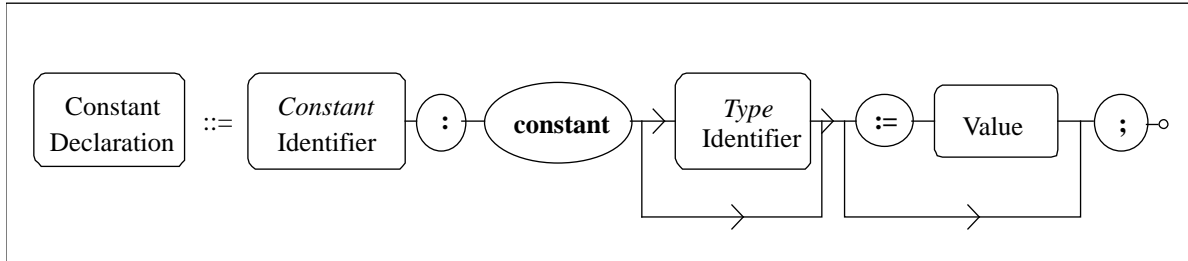 Constant
Declaration
::=
Constant
Identifier
:
constant
Type
Identifier
:=
Value
;